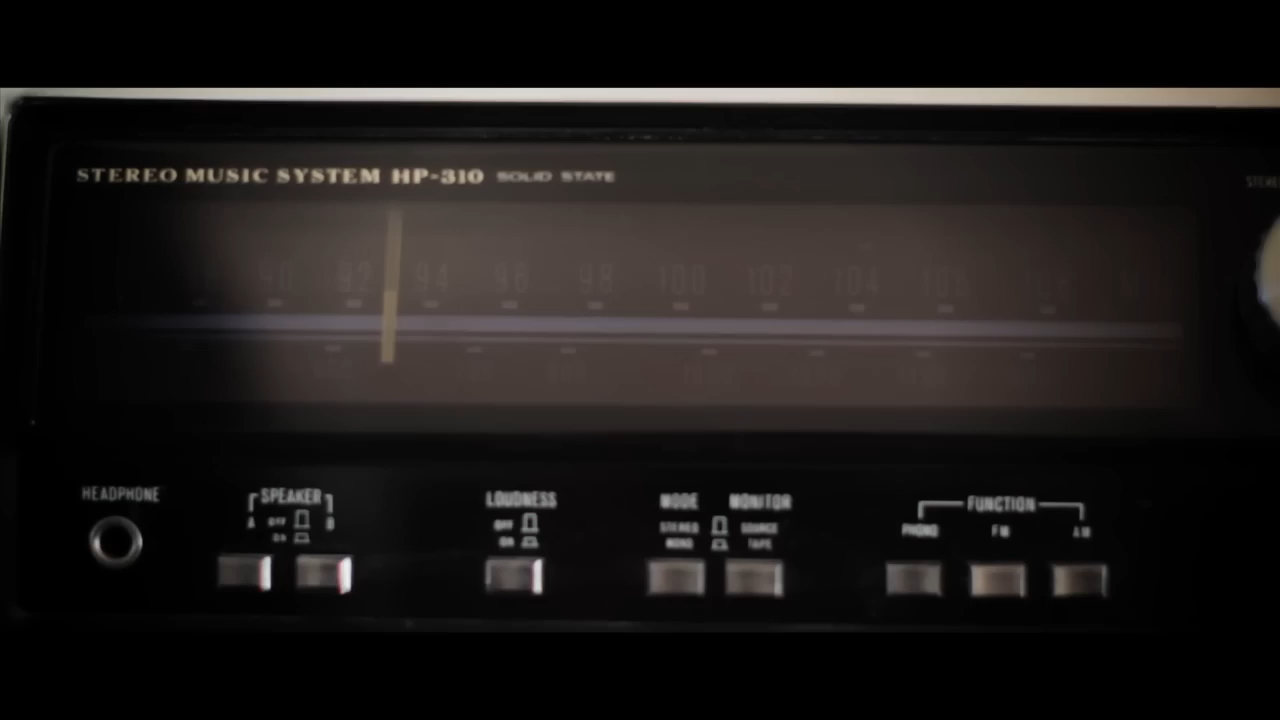 STEREO MUSIC SYSTEM HP-310 SOLID STATE
90 92 94 96 98 100 102 104 106
HEADPHONE
SPEAKER
A OFF B
ON
LOUDNESS
OFF
ON
MODE MONITOR
STEREO SOURCE
MONO TAPE
FUNCTION
PHONO FM AM